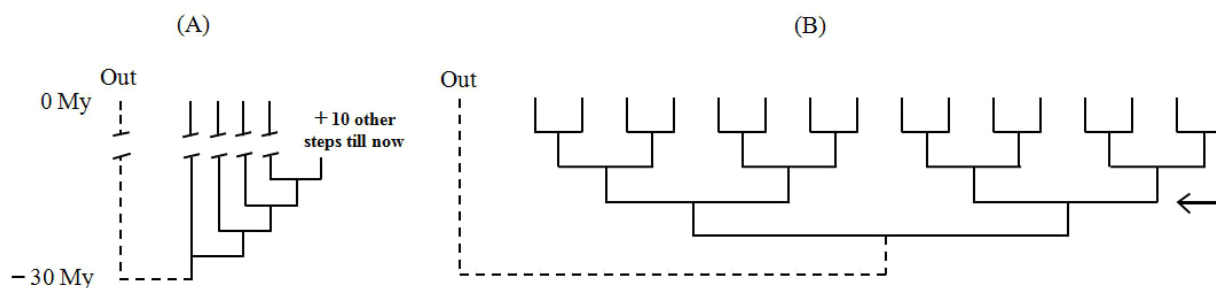 (A)
(B)
Out
Out
0 My
+ 10 other
steps till now
− 30 My